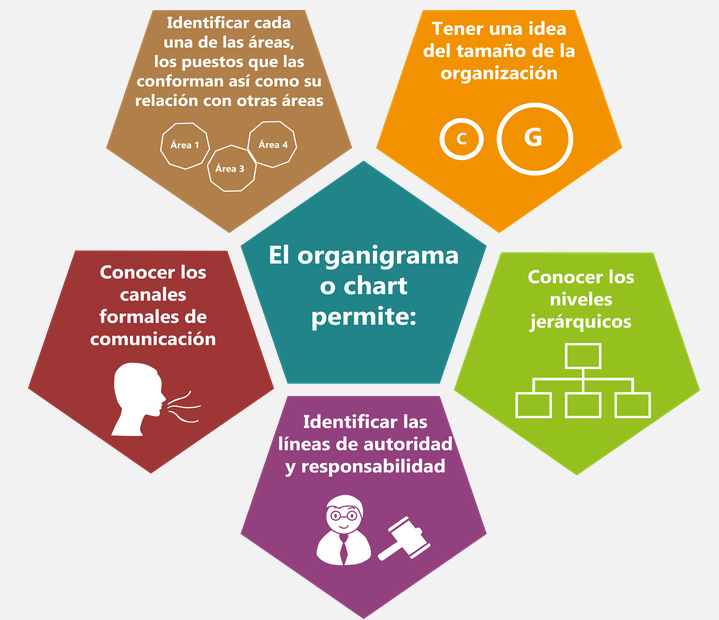 Identificar cada
una de las áreas,
los puestos que las
conforman así como su
relación con otras áreas
Área 1
Área 3
Área 4
Tener una idea
del tamaño de la
organización
C
G
El organigrama
o chart
permite:
Conocer los
canales
formales de
comunicación
Conocer los
niveles
jerárquicos
Identificar las
líneas de autoridad
y responsabilidad